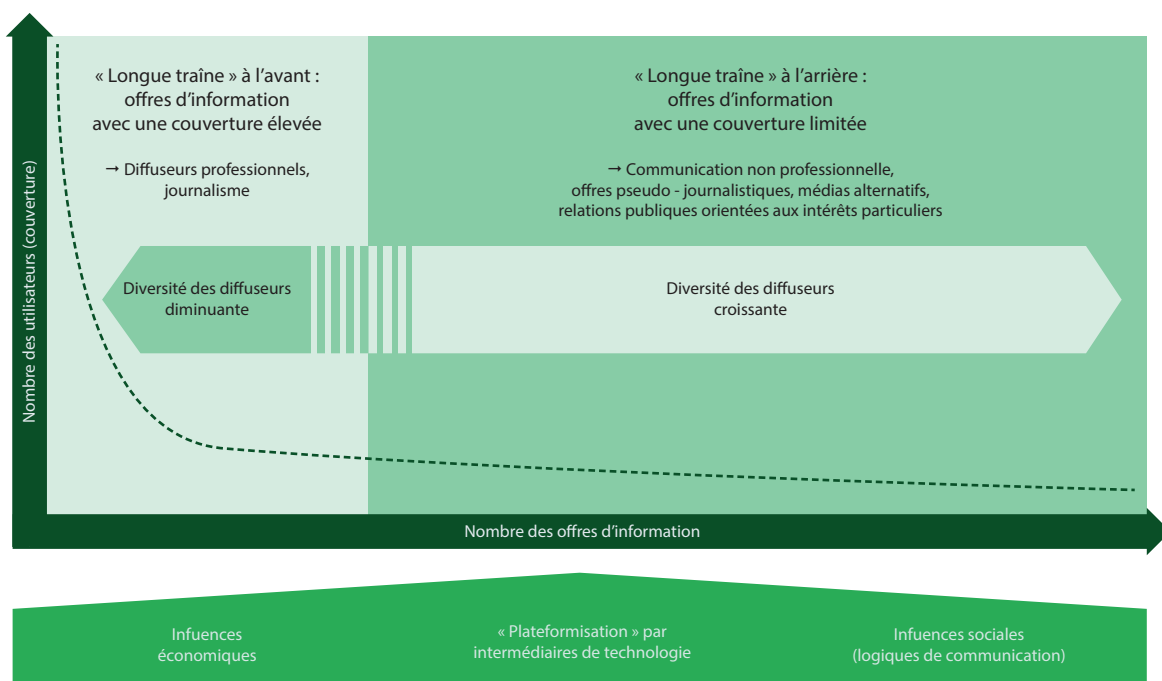 « Longue traîne » à l’avant :
offres d’information
avec une couverture élevée
→ Diffuseurs professionnels,
journalisme
« Longue traîne » à l’arrière :
offres d’information
avec une couverture limitée
→ Communication non professionnelle,
offres pseudo - journalistiques, médias alternatifs,
relations publiques orientées aux intérêts particuliers
Nombre des utilisateurs (couverture)
Diversité des diffuseurs
diminuante
Diversité des diffuseurs
croissante
Nombre des offres d’information
Infuences
économiques
« Plateformisation » par
intermédiaires de technologie
Infuences sociales
(logiques de communication)